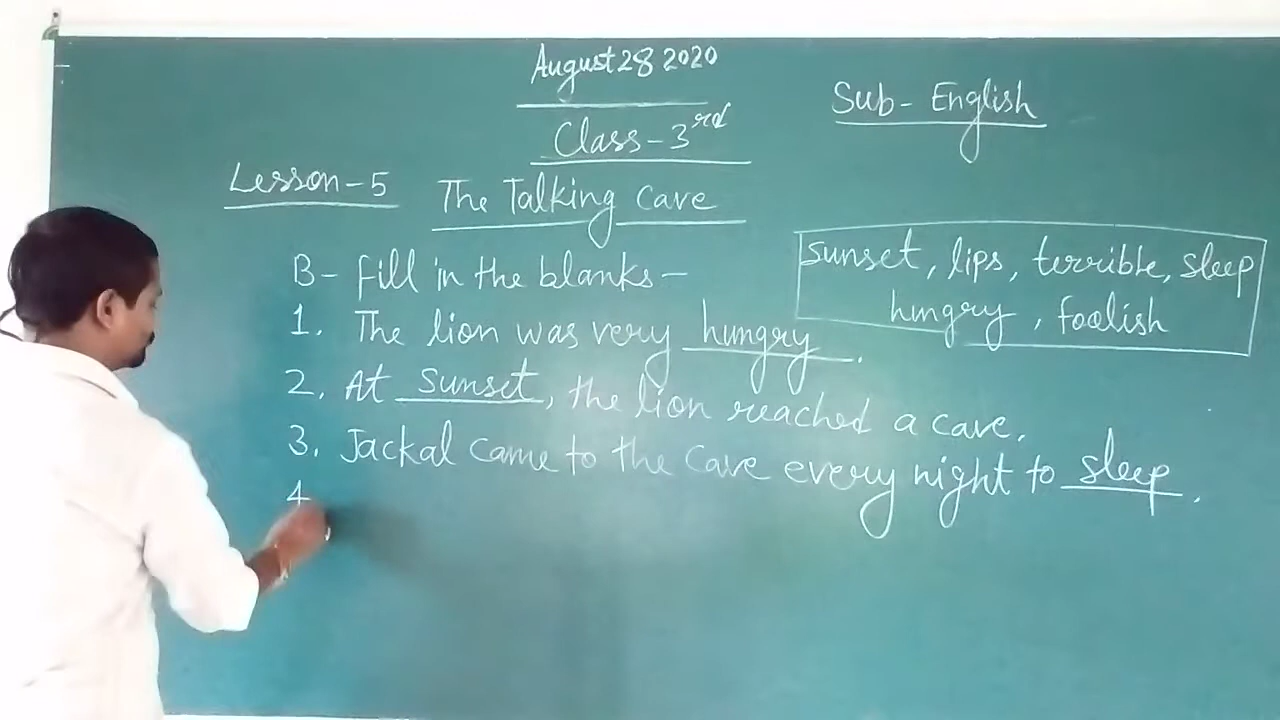 August 28 2020
Sub- English
Class-3rd
Lesson-5 The Talking Cave
B- Fill in the blanks-
sunset, lips, terrible, sleep
hungry, foolish
1. The lion was very hungry.
2. At sunset, the lion reached a cave.
3. Jackal came to the cave every night to sleep.
4